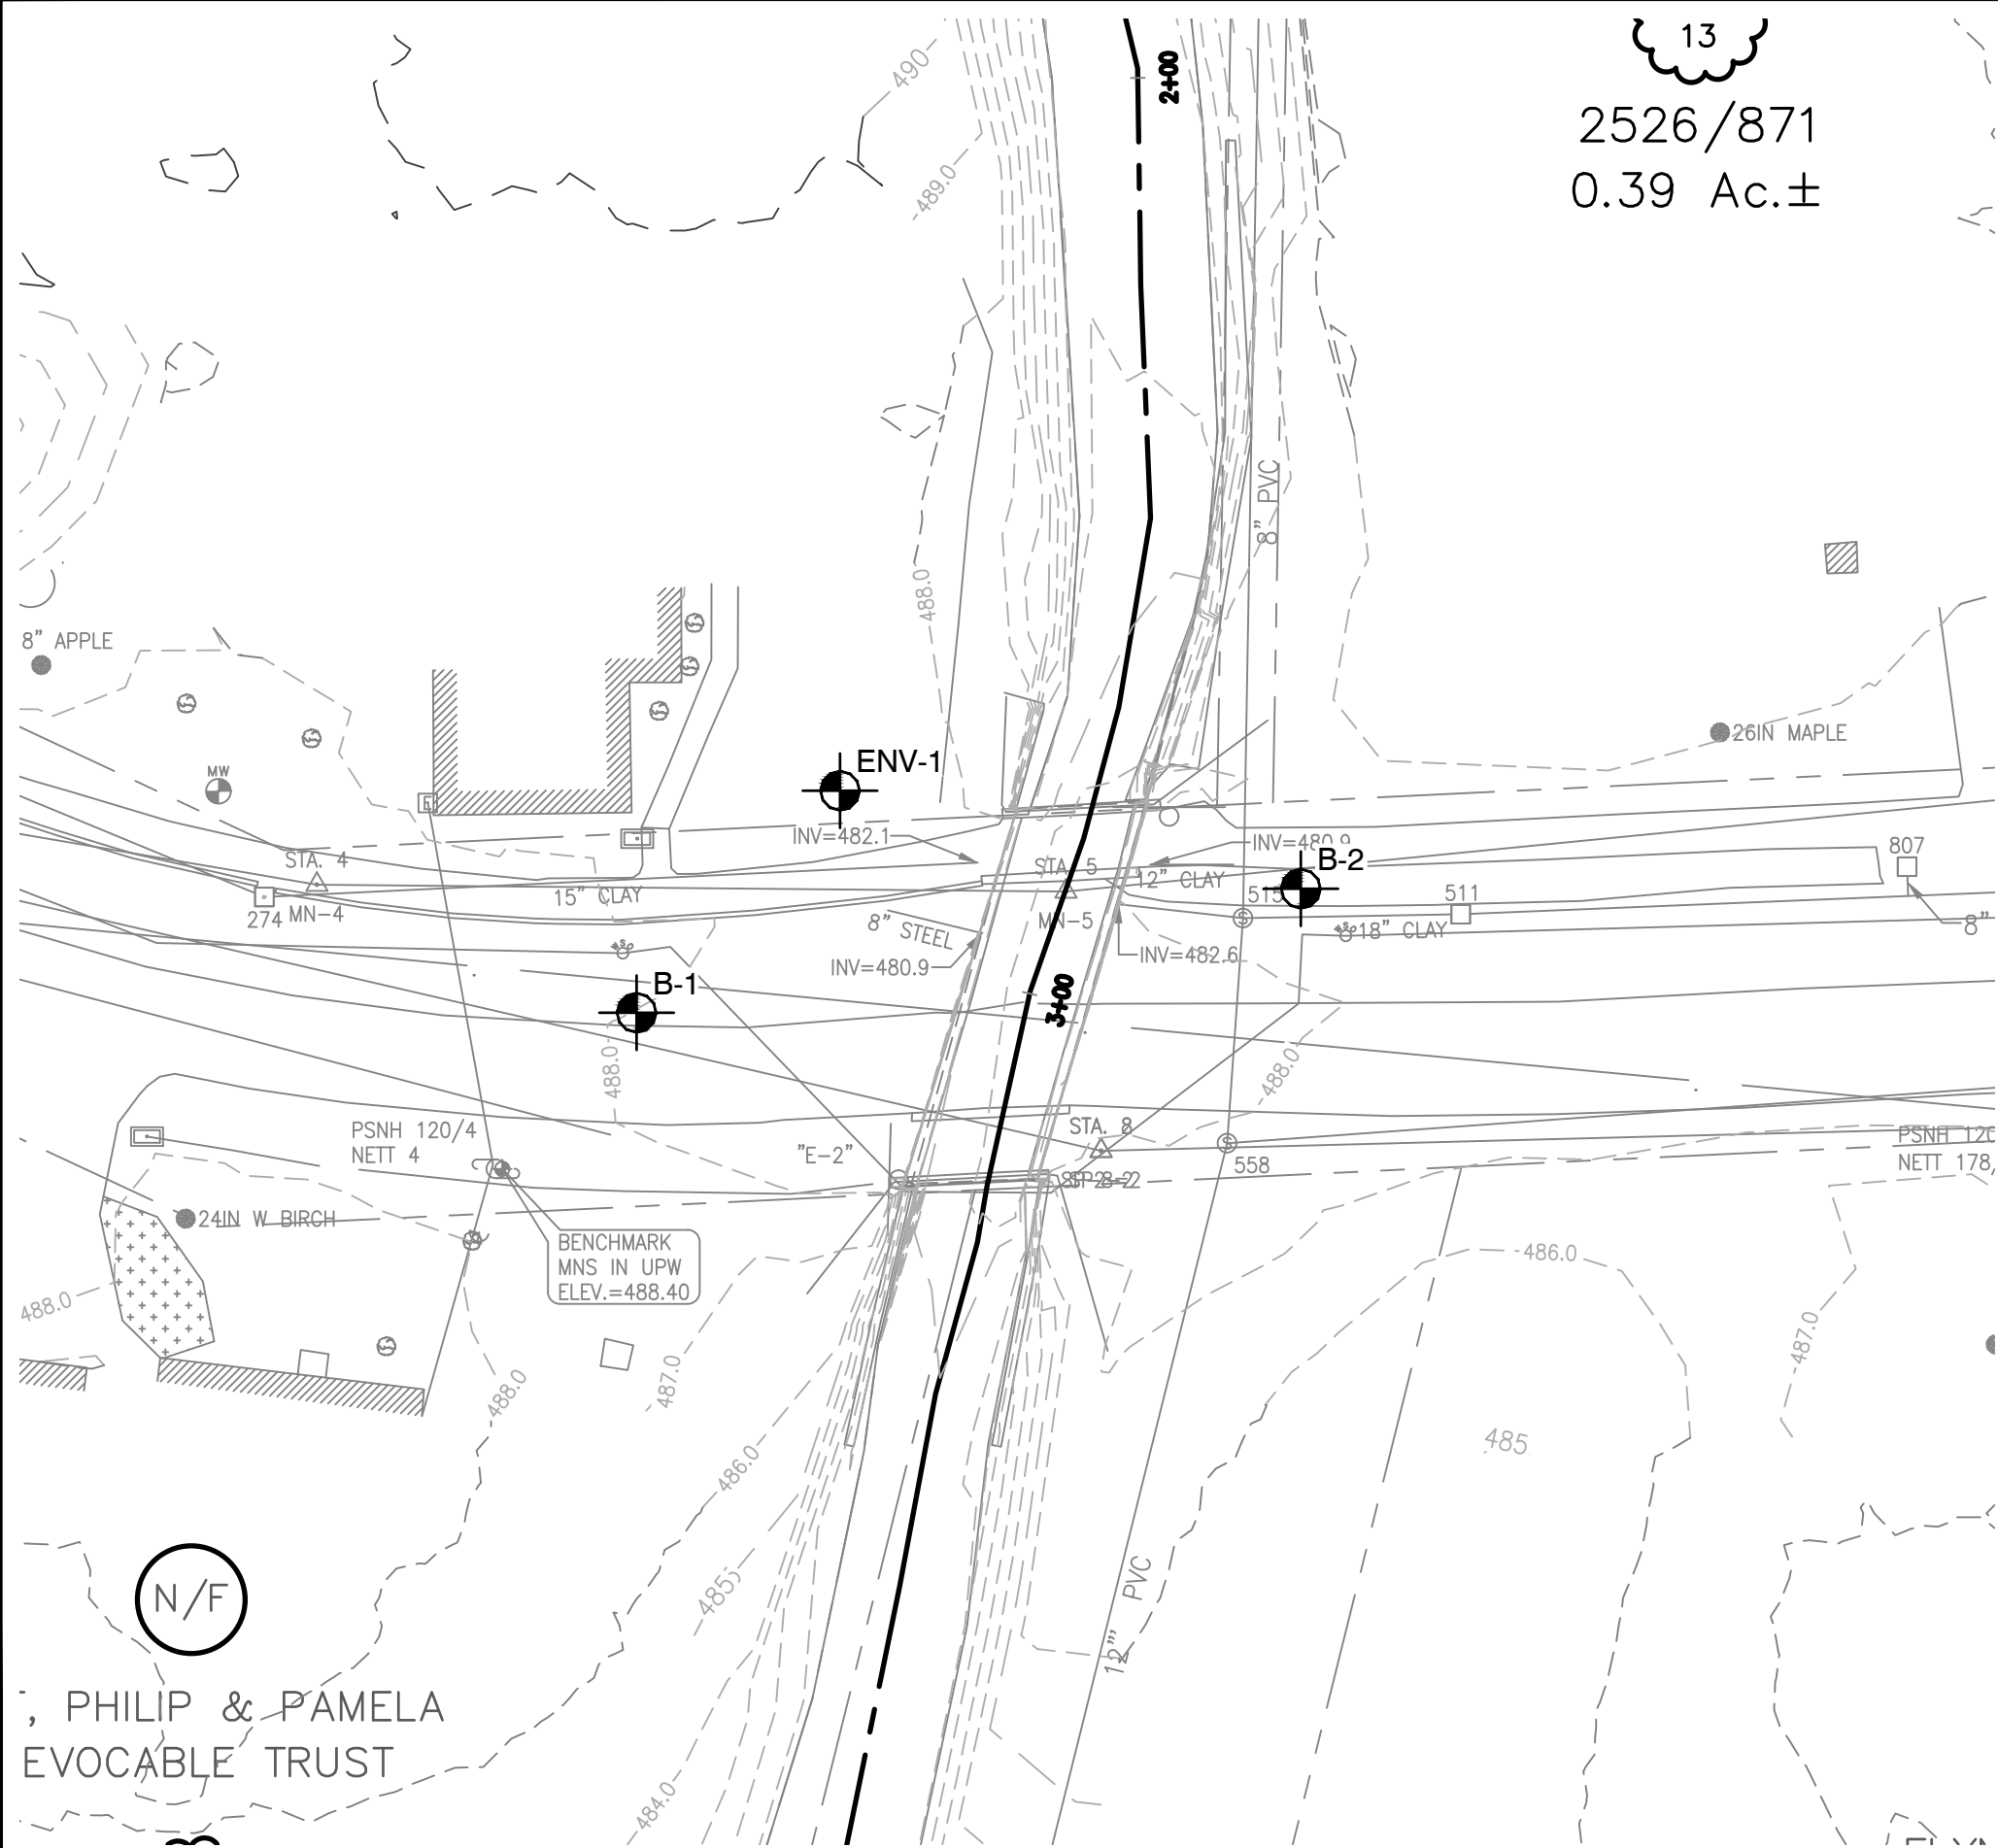 13
2526/871
0.39 Ac.±
2+00
490
489.0
8" PVC
488.0
8" APPLE
26IN MAPLE
MW
ENV-1
INV=482.1
INV=480.9
B-2
807
STA. 4
STA. 5
15" CLAY
12" CLAY
515
511
274 MN-4
MN-5
8" STEEL
18" CLAY
8"
INV=480.9
INV=482.6
B-1
3+00
488.0
488.0
PSNH 120/4
NETT 4
STA. 8
"E-2"
558
PSNH 120
NETT 178,
24IN W BIRCH
BENCHMARK
MNS IN UPW
ELEV.=488.40
486.0
488.0
487.0
487.0
488.0
485
486.0
485
12" PVC
N/F
, PHILIP & PAMELA
EVOCABLE TRUST
484.0